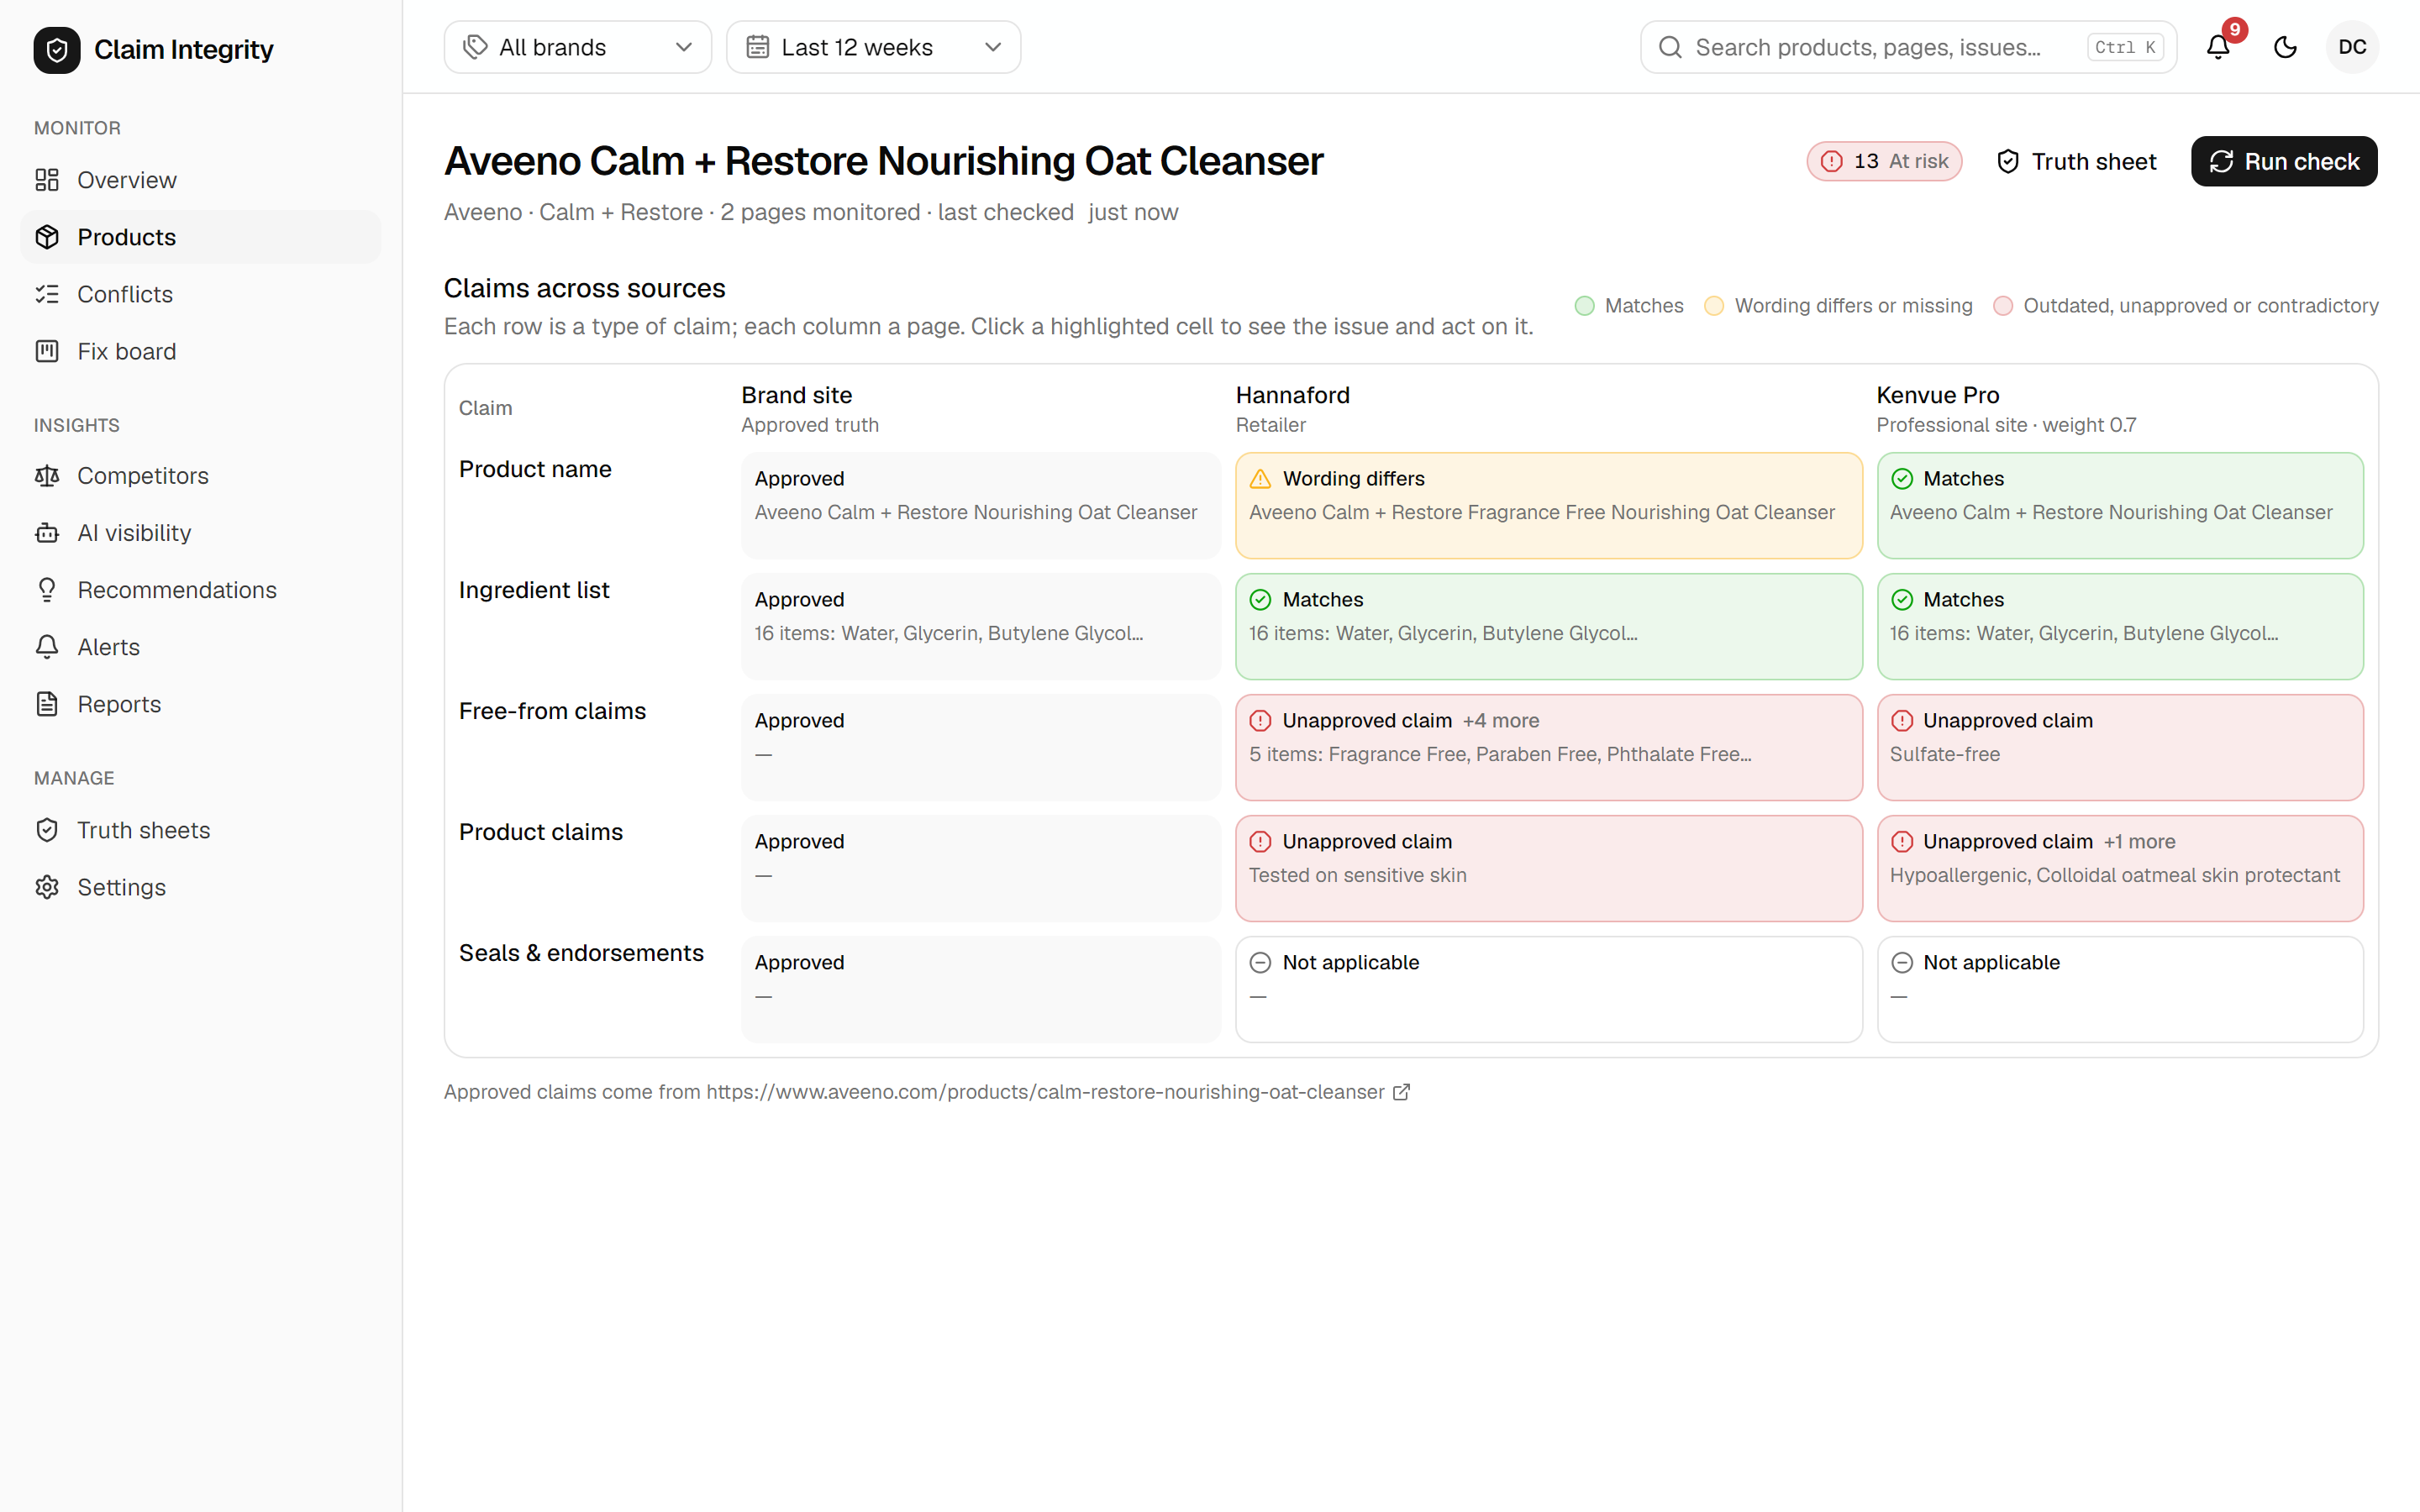 Claim Integrity
MONITOR
Overview
Products
Conflicts
Fix board
INSIGHTS
Competitors
AI visibility
Recommendations
Alerts
Reports
MANAGE
Truth sheets
Settings
All brands
Last 12 weeks
Search products, pages, issues...
Ctrl K
9
DC
Aveeno Calm + Restore Nourishing Oat Cleanser
Aveeno · Calm + Restore · 2 pages monitored · last checked just now
13 At risk
Truth sheet
Run check
Claims across sources
Each row is a type of claim; each column a page. Click a highlighted cell to see the issue and act on it.
Matches
Wording differs or missing
Outdated, unapproved or contradictory
Claim
Brand site
Approved truth
Hannaford
Retailer
Kenvue Pro
Professional site · weight 0.7
Product name
Approved
Aveeno Calm + Restore Nourishing Oat Cleanser
Wording differs
Aveeno Calm + Restore Fragrance Free Nourishing Oat Cleanser
Matches
Aveeno Calm + Restore Nourishing Oat Cleanser
Ingredient list
Approved
16 items: Water, Glycerin, Butylene Glycol...
Matches
16 items: Water, Glycerin, Butylene Glycol...
Matches
16 items: Water, Glycerin, Butylene Glycol...
Free-from claims
Approved
—
Unapproved claim +4 more
5 items: Fragrance Free, Paraben Free, Phthalate Free...
Unapproved claim
Sulfate-free
Product claims
Approved
—
Unapproved claim
Tested on sensitive skin
Unapproved claim +1 more
Hypoallergenic, Colloidal oatmeal skin protectant
Seals & endorsements
Approved
—
Not applicable
—
Not applicable
—
Approved claims come from https://www.aveeno.com/products/calm-restore-nourishing-oat-cleanser